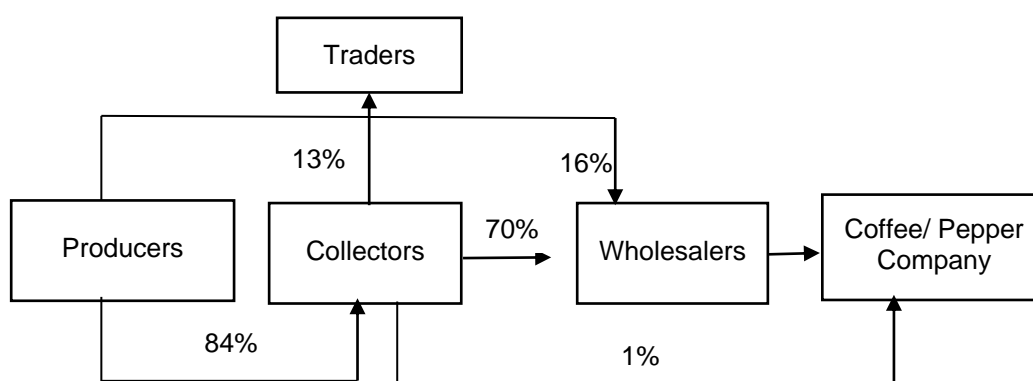 Traders
13%
16%
Producers
Collectors
70%
Wholesalers
Coffee/ Pepper
Company
84%
1%